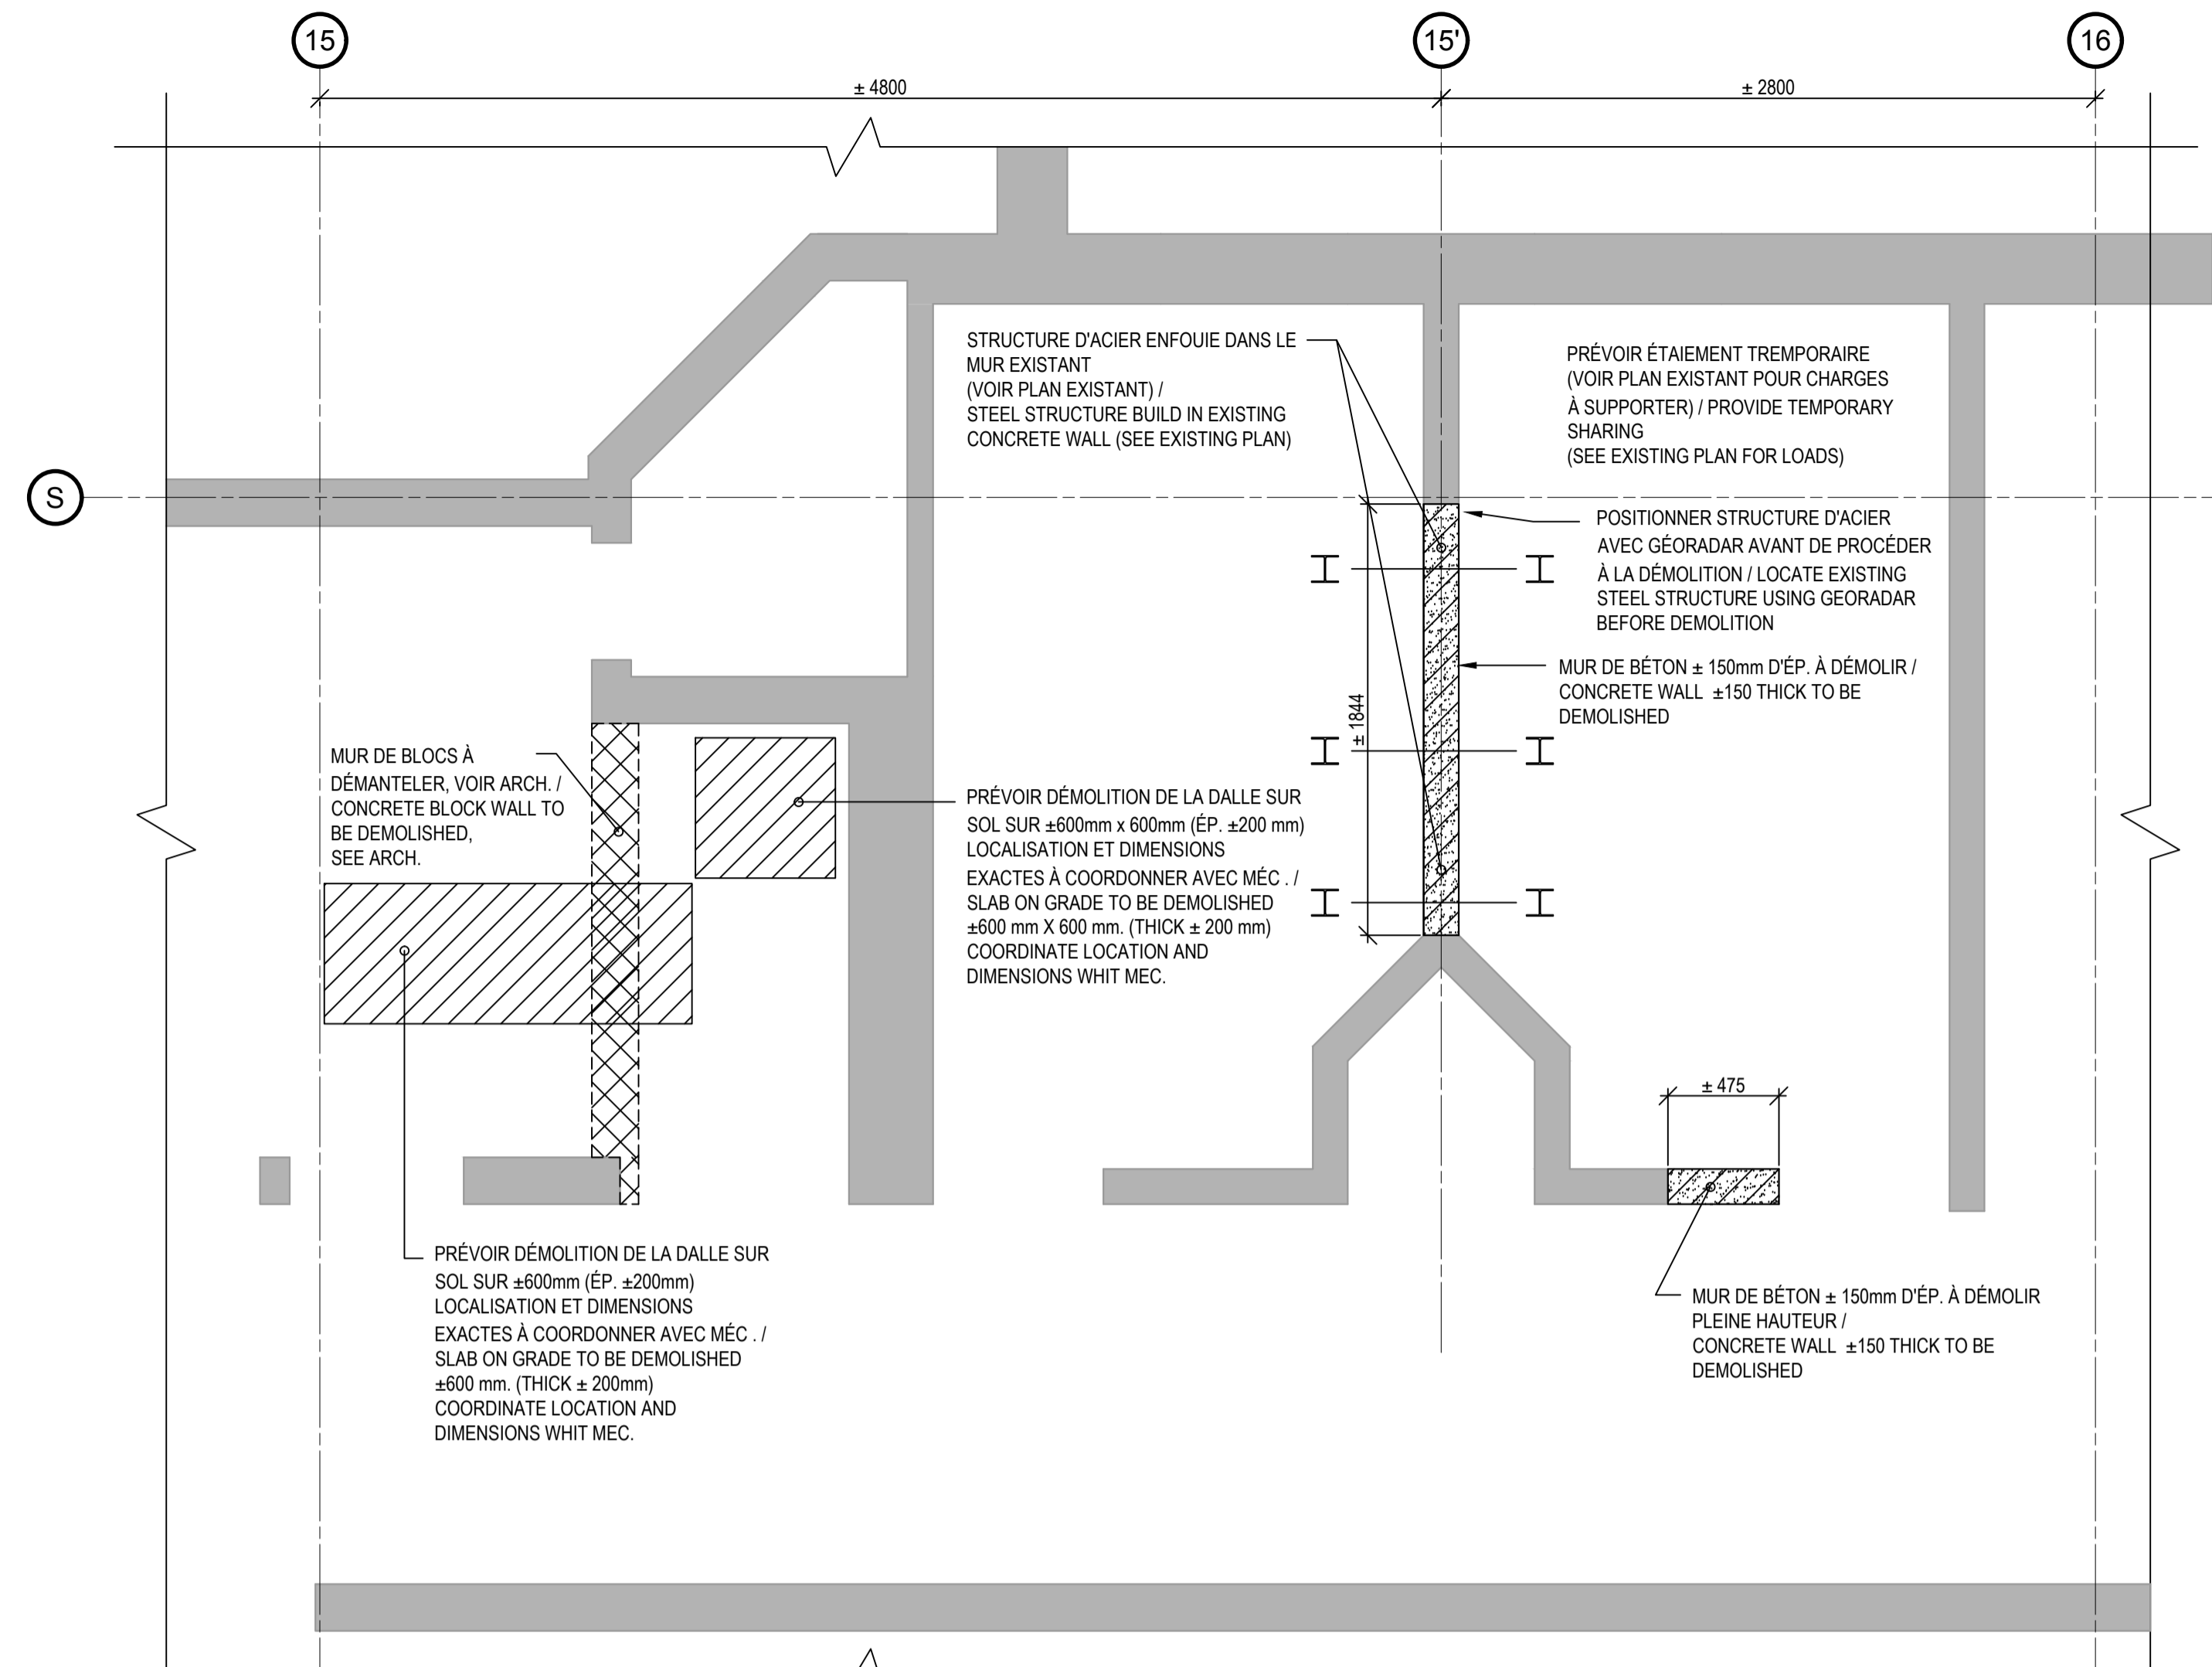 15
15'
16
± 4800
± 2800
S
STRUCTURE D'ACIER ENFOUIE DANS LE
MUR EXISTANT
(VOIR PLAN EXISTANT) /
STEEL STRUCTURE BUILD IN EXISTING
CONCRETE WALL (SEE EXISTING PLAN)
PRÉVOIR ÉTAIEMENT TREMPORAIRE
(VOIR PLAN EXISTANT POUR CHARGES
À SUPPORTER) / PROVIDE TEMPORARY
SHARING
(SEE EXISTING PLAN FOR LOADS)
POSITIONNER STRUCTURE D'ACIER
AVEC GÉORADAR AVANT DE PROCÉDER
À LA DÉMOLITION / LOCATE EXISTING
STEEL STRUCTURE USING GEORADAR
BEFORE DEMOLITION
MUR DE BÉTON ± 150mm D'ÉP. À DÉMOLIR /
CONCRETE WALL ±150 THICK TO BE
DEMOLISHED
± 1844
MUR DE BLOCS À
DÉMANTELER, VOIR ARCH. /
CONCRETE BLOCK WALL TO
BE DEMOLISHED,
SEE ARCH.
PRÉVOIR DÉMOLITION DE LA DALLE SUR
SOL SUR ±600mm x 600mm (ÉP. ±200 mm)
LOCALISATION ET DIMENSIONS
EXACTES À COORDONNER AVEC MÉC . /
SLAB ON GRADE TO BE DEMOLISHED
±600 mm X 600 mm. (THICK ± 200 mm)
COORDINATE LOCATION AND
DIMENSIONS WHIT MEC.
± 475
PRÉVOIR DÉMOLITION DE LA DALLE SUR
SOL SUR ±600mm (ÉP. ±200mm)
LOCALISATION ET DIMENSIONS
EXACTES À COORDONNER AVEC MÉC . /
SLAB ON GRADE TO BE DEMOLISHED
±600 mm. (THICK ± 200mm)
COORDINATE LOCATION AND
DIMENSIONS WHIT MEC.
MUR DE BÉTON ± 150mm D'ÉP. À DÉMOLIR
PLEINE HAUTEUR /
CONCRETE WALL ±150 THICK TO BE
DEMOLISHED